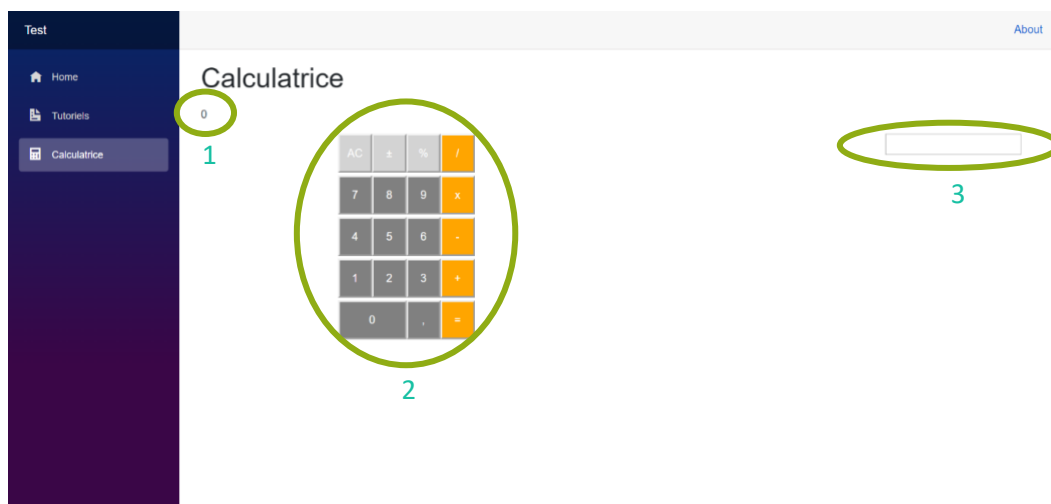 Test
About
Home
Tutoriels
Calculatrice
Calculatrice
0
1
AC ± % /
7 8 9 x
4 5 6 -
1 2 3 +
0 , =
2
3